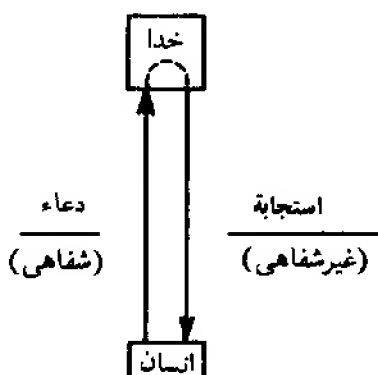 خدا
دعاء
(شفاهی)
استجابة
(غیرشفاهی)
انسان